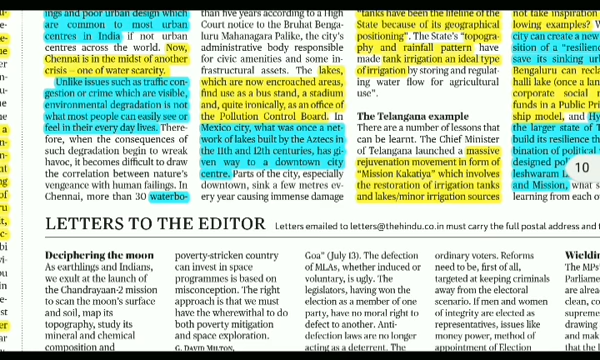 ings and poor urban design which
are common to most urban
centres in India if not urban
centres across the world. Now,
Chennai is in the midst of another
crisis – one of water scarcity.
Unlike issues such as traffic con-
gestion or crime which are visible,
environmental degradation is not
what most people can easily see or
feel in their every day lives. There-
fore, when the consequences of
such degradation begin to wreak
havoc, it becomes difficult to draw
the correlation between nature's
vengeance with human failings. In
Chennai, more than 30 waterbo-
than five years according to a High
Court notice to the Bruhat Benga-
luru Mahanagara Palike, the city's
administrative body responsible
for civic amenities and some in-
frastructural assets. The lakes,
which are now encroached areas,
find use as a bus stand, a stadium
and, quite ironically, as an office of
the Pollution Control Board. In
Mexico city, what was once a net-
work of lakes built by the Aztecs in
the 11th and 12th centuries, has gi-
ven way to a downtown city
centre. Parts of the city, especially
downtown, sink a few metres ev-
ery year causing immense damage
"tanks have been the lifeline of the
State because of its geographical
positioning". The State's "topogra-
phy and rainfall pattern have
made tank irrigation an ideal type
of irrigation by storing and regulat-
ing water flow for agricultural
use".
The Telangana example
There are a number of lessons that
can be learnt. The Chief Minister
of Telangana launched a massive
rejuvenation movement in form of
"Mission Kakatiya" which involves
the restoration of irrigation tanks
and lakes/minor irrigation sources
not take inspiration
lowing examples?
city can create a new
sition of a "resilien
save its sinking ur
Bengaluru can recl
halli lake (once a lan
corporate social
funds in a Public Pri
ship model, and Hy
the larger state of T
build its resilience th
bination of political
designed pol
leshwaram
and Mission, what s
learning from each o
10
LETTERS TO THE EDITOR Letters emailed to letters@thehindu.co.in must carry the full postal address and
Deciphering the moon
As earthlings and Indians,
we exult at the launch of
the Chandrayaan-2 mission
to scan the moon's surface
and soil, map its
topography, study its
mineral and chemical
composition and
poverty-stricken country
can invest in space
programmes is based on
misconception. The right
approach is that we must
have the wherewithal to do
both poverty mitigation
and space exploration.
G. DAVID MILTON,
Goa" (July 13). The defection
of MLAs, whether induced or
voluntary, is ugly. The
legislators, having won the
election as a member of one
party, have no moral right to
defect to another. Anti-
defection laws are no longer
acting as a deterrent. The
ordinary voters. Reforms
need to be, first of all,
targeted at keeping criminals
away from the electoral
scenario. If men and women
of integrity are elected as
representatives, issues like
money power, method of
appointment of Election
Wieldin
The MPs'
Parliame
are alrea
clean, co
supreme
drawing
and mak
that the